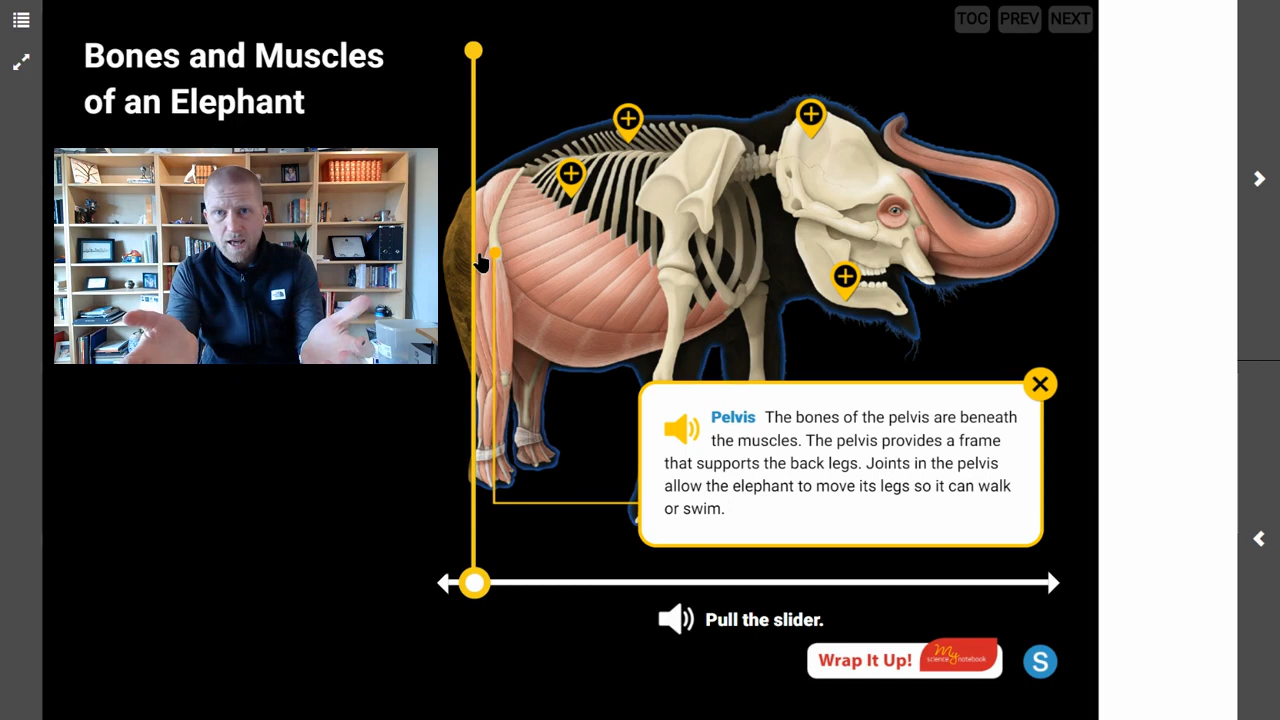 TOC PREV NEXT
Bones and Muscles
of an Elephant
Pelvis The bones of the pelvis are beneath
the muscles. The pelvis provides a frame
that supports the back legs. Joints in the pelvis
allow the elephant to move its legs so it can walk
or swim.
Pull the slider.
Wrap It Up!
My
science notebook
S